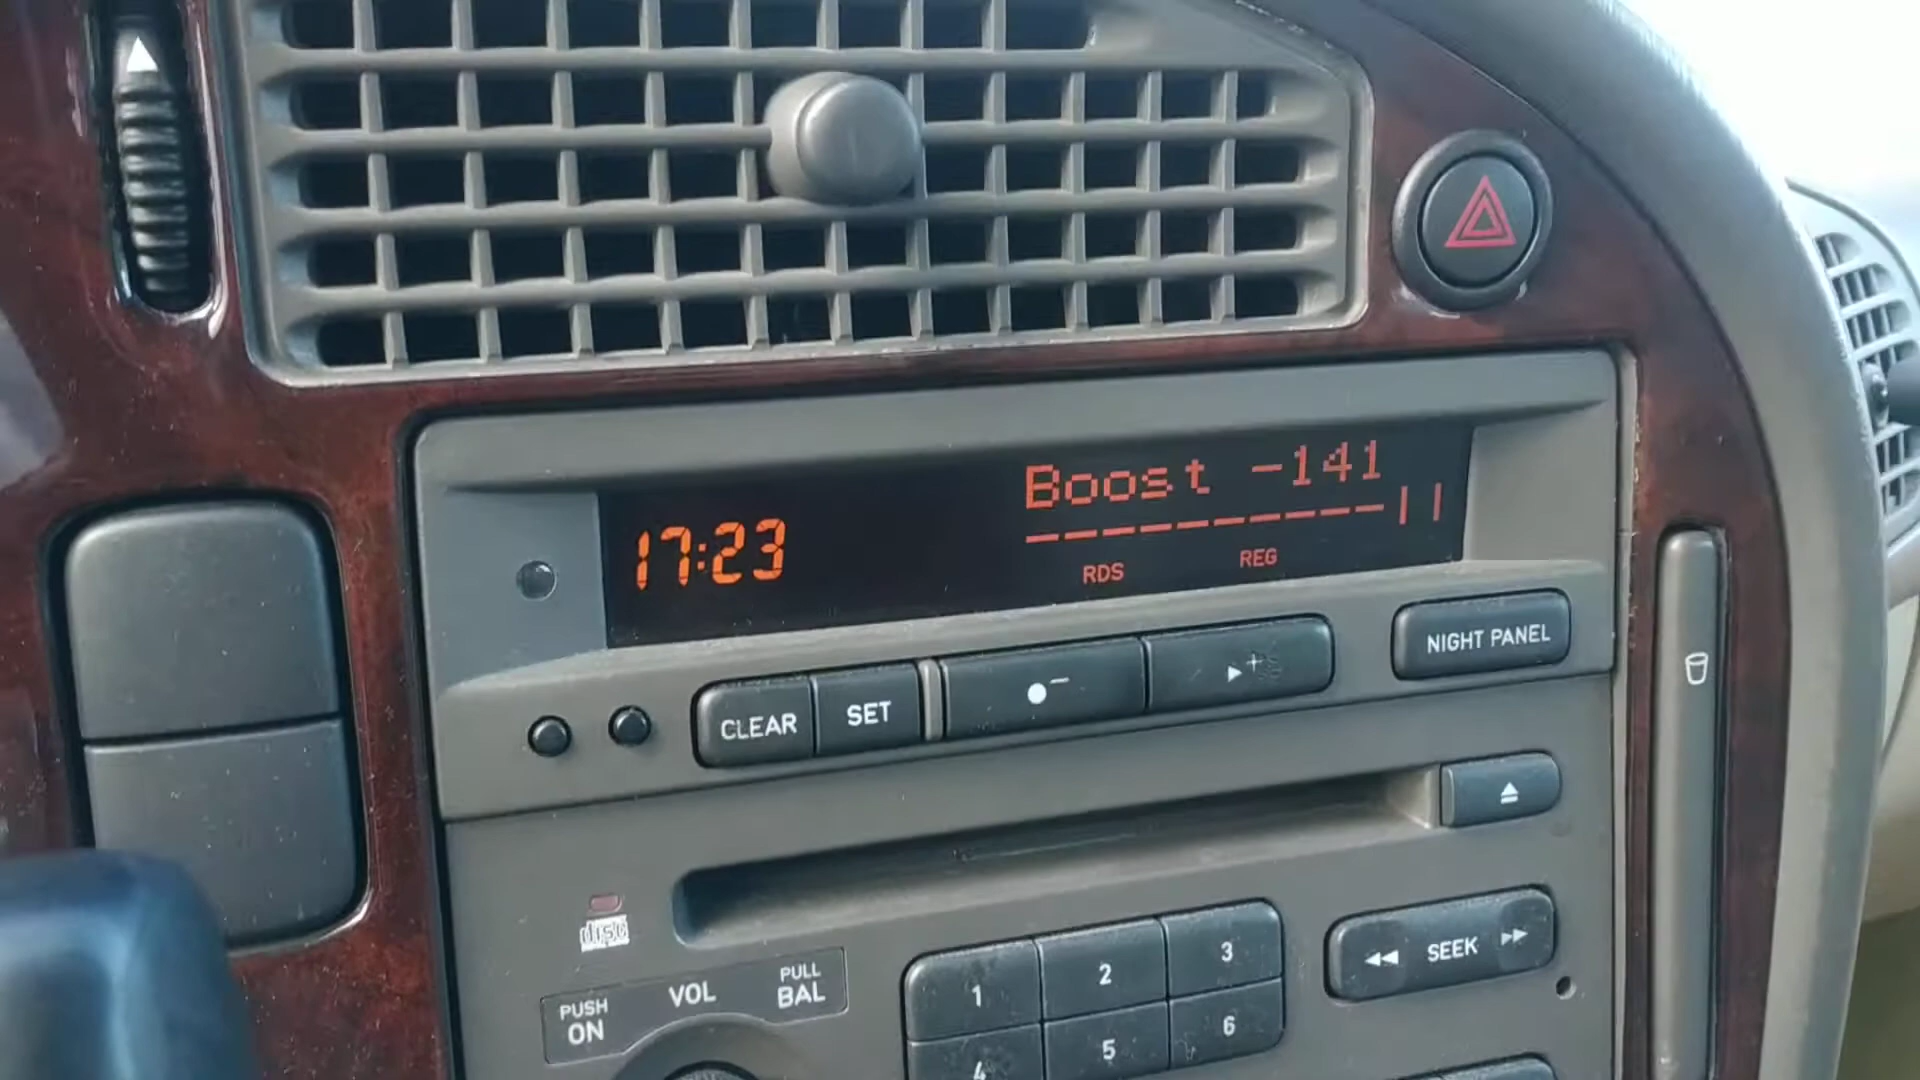 Boost -141
17:23
RDS REG
NIGHT PANEL
CLEAR SET - +
disc
PUSH ON VOL PULL BAL
1 2 3
SEEK
4 5 6